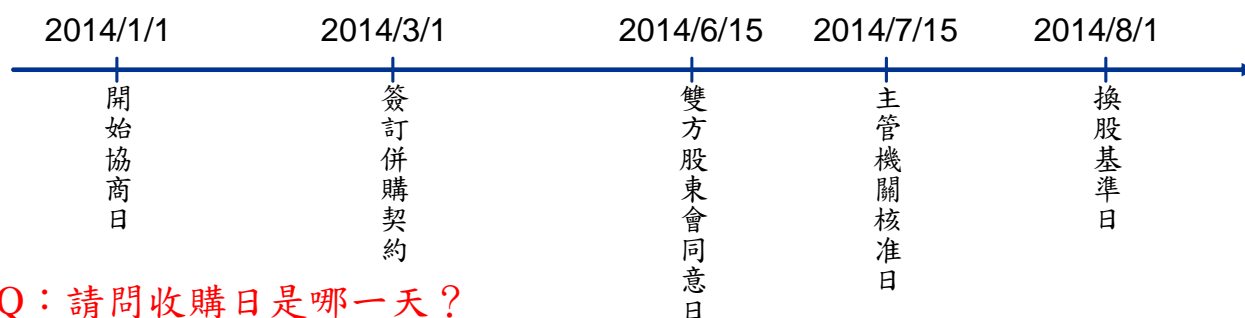 2014/1/1
2014/3/1
2014/6/15
2014/7/15
2014/8/1
開始協商日
簽訂併購契約
雙方股東會同意日
主管機關核准日
換股基準日
Q：請問收購日是哪一天？